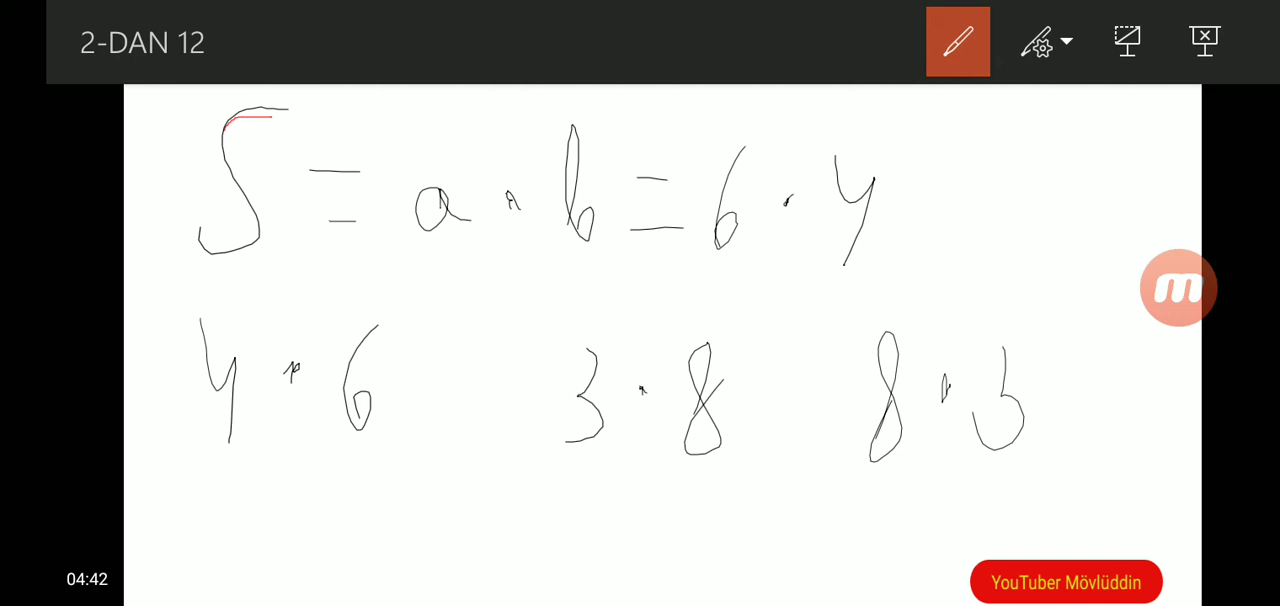 2-DAN 12
S = a · b = 6 · 4
4 · 6 3 · 8 8 · 3
04:42
YouTuber Mövlüddin